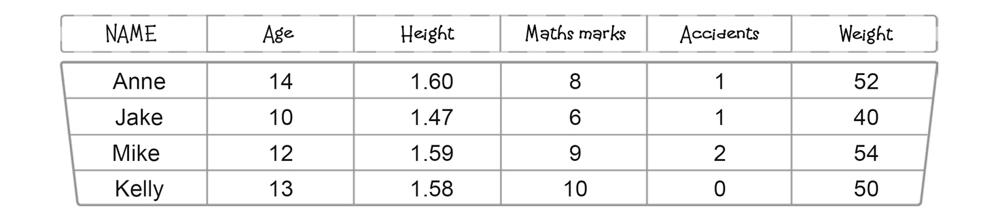 NAME Age Height Maths marks Accidents Weight
Anne 14 1.60 8 1 52
Jake 10 1.47 6 1 40
Mike 12 1.59 9 2 54
Kelly 13 1.58 10 0 50